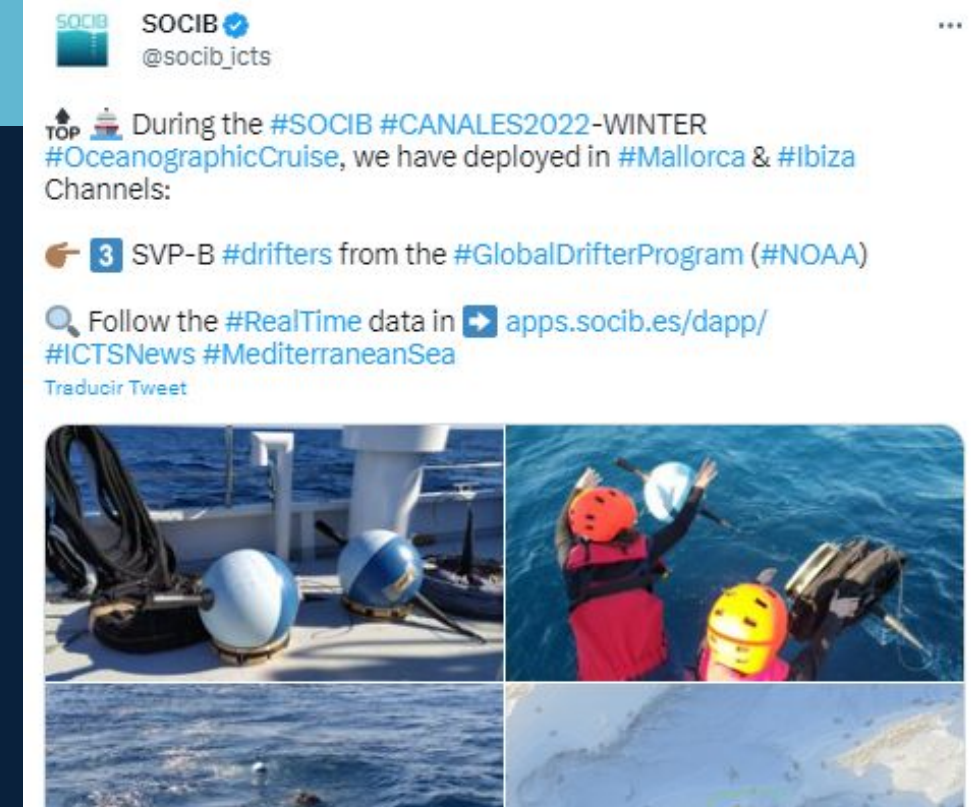 SOCIB
SOCIB
@socib_icts
TOP During the #SOCIB #CANALES2022-WINTER
#OceanographicCruise, we have deployed in #Mallorca & #Ibiza
Channels:
3 SVP-B #drifters from the #GlobalDrifterProgram (#NOAA)
Follow the #RealTime data in apps.socib.es/dapp/
#ICTSNews #MediterraneanSea
Traducir Tweet